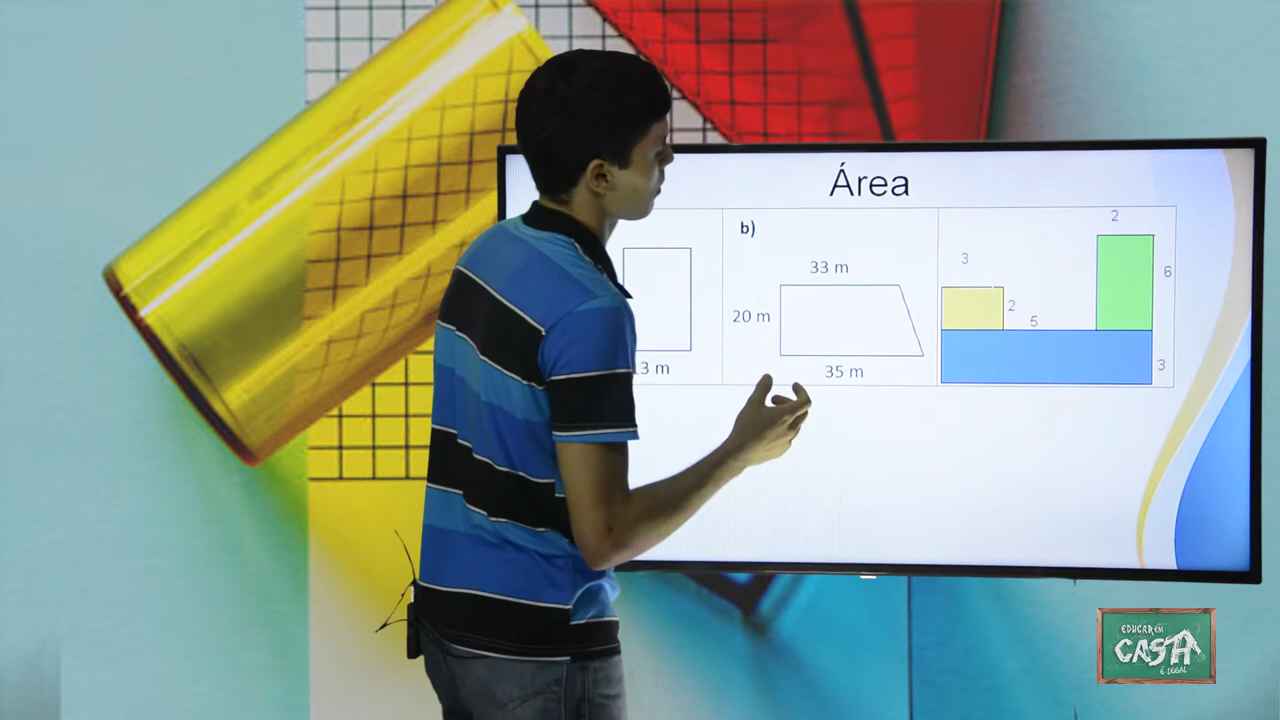 Área
b)
2
33 m
3
6
20 m
2
5
13 m
35 m
3
EDUCAR EM
CASA
É LEGAL